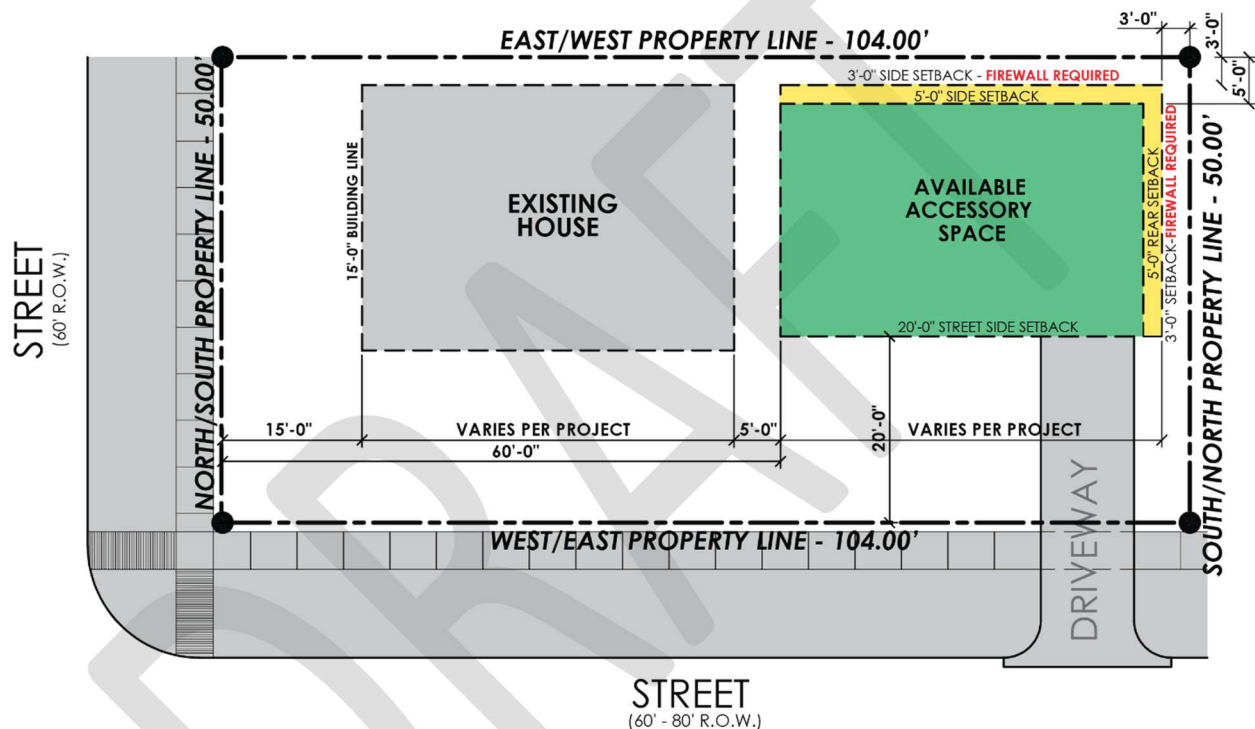 3'-0"
3'-0"
5'-0"
EAST/WEST PROPERTY LINE - 104.00'
3'-0" SIDE SETBACK - FIREWALL REQUIRED
5'-0" SIDE SETBACK
NORTH/SOUTH PROPERTY LINE - 50.00'
15'-0" BUILDING LINE
EXISTING
HOUSE
AVAILABLE
ACCESSORY
SPACE
5'-0" REAR SETBACK
3'-0" SETBACK-FIREWALL REQUIRED
SOUTH/NORTH PROPERTY LINE - 50.00'
STREET
(60' R.O.W.)
20'-0" STREET SIDE SETBACK
15'-0"
VARIES PER PROJECT
5'-0"
20'-0"
VARIES PER PROJECT
60'-0"
WEST/EAST PROPERTY LINE - 104.00'
DRIVEWAY
STREET
(60' - 80' R.O.W.)
DRAFT